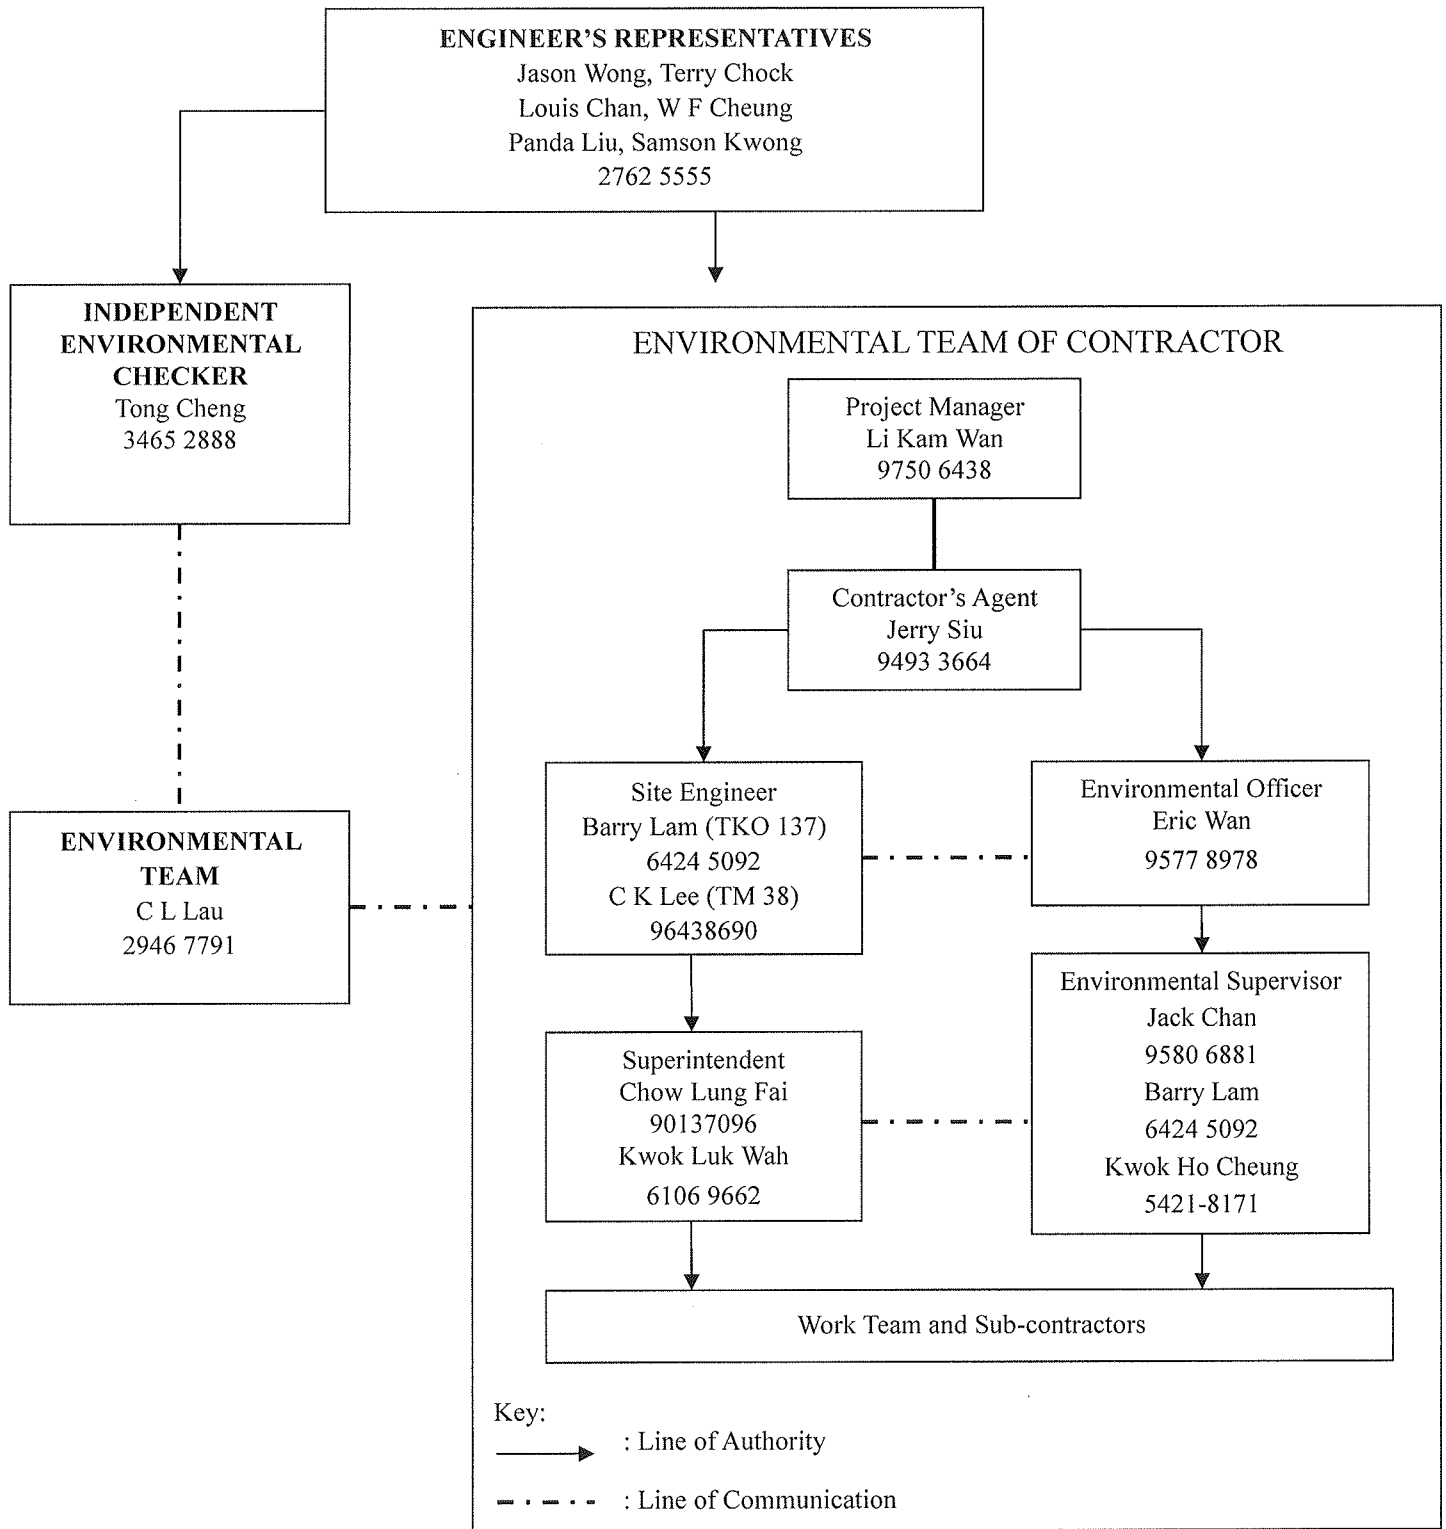 ENGINEER'S REPRESENTATIVES
Jason Wong, Terry Chock
Louis Chan, W F Cheung
Panda Liu, Samson Kwong
2762 5555
INDEPENDENT
ENVIRONMENTAL
CHECKER
Tong Cheng
3465 2888
ENVIRONMENTAL
TEAM
C L Lau
2946 7791
ENVIRONMENTAL TEAM OF CONTRACTOR
Project Manager
Li Kam Wan
9750 6438
Contractor's Agent
Jerry Siu
9493 3664
Site Engineer
Barry Lam (TKO 137)
6424 5092
C K Lee (TM 38)
96438690
Environmental Officer
Eric Wan
9577 8978
Superintendent
Chow Lung Fai
90137096
Kwok Luk Wah
6106 9662
Environmental Supervisor
Jack Chan
9580 6881
Barry Lam
6424 5092
Kwok Ho Cheung
5421-8171
Work Team and Sub-contractors
Key:
: Line of Authority
: Line of Communication